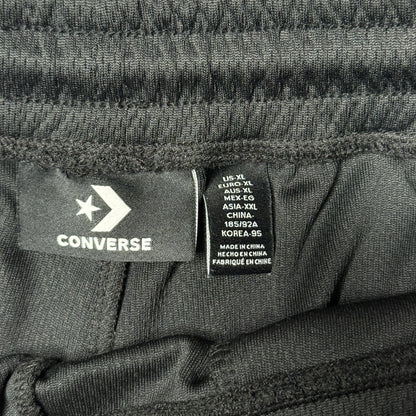 CONVERSE
US-XL
EURO-XL
AUS-XL
MEX-EG
ASIA-XXL
CHINA-
185/92A
KOREA-95
MADE IN CHINA
HECHO EN CHINA
FABRIQUÉ EN CHINE